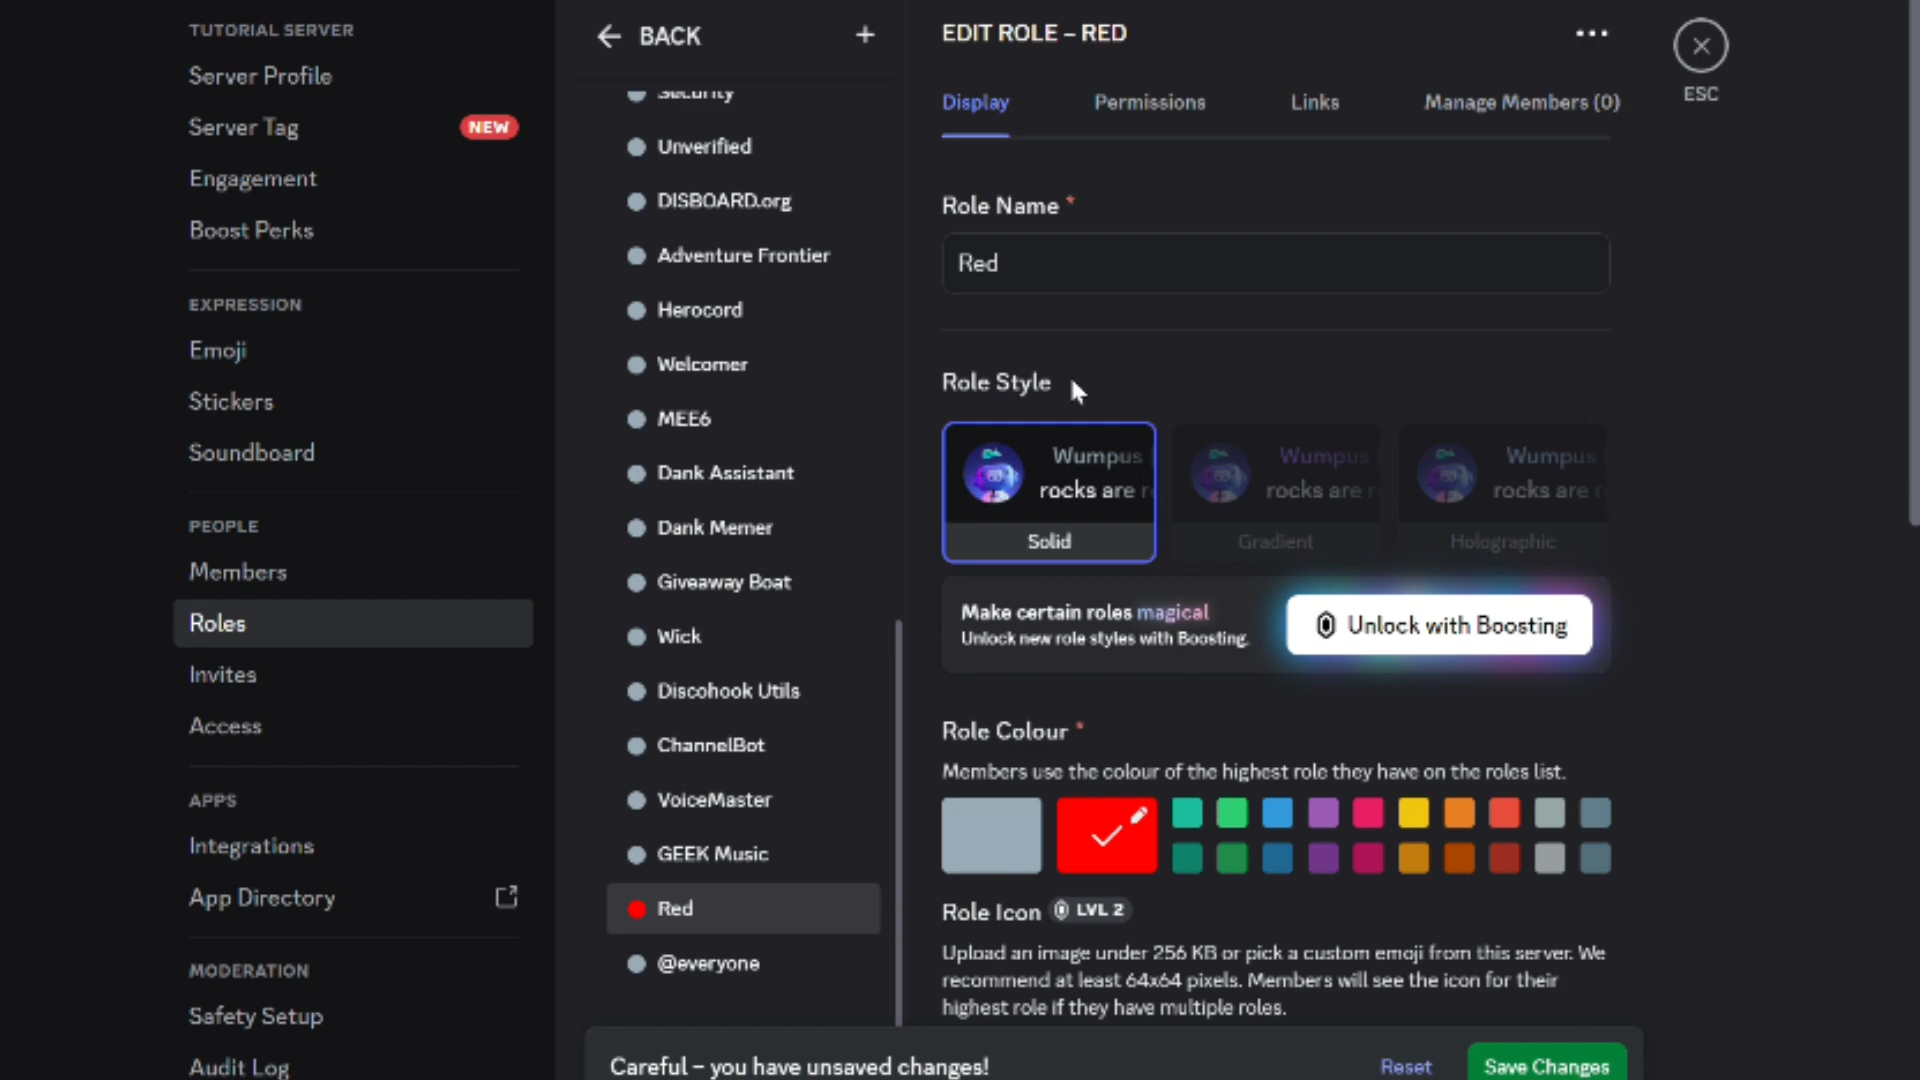 TUTORIAL SERVER
Server Profile
Server Tag NEW
Engagement
Boost Perks
EXPRESSION
Emoji
Stickers
Soundboard
PEOPLE
Members
Roles
Invites
Access
APPS
Integrations
App Directory
MODERATION
Safety Setup
Audit Log
BACK
Security
Unverified
DISBOARD.org
Adventure Frontier
Herocord
Welcomer
MEE6
Dank Assistant
Dank Memer
Giveaway Boat
Wick
Discohook Utils
ChannelBot
VoiceMaster
GEEK Music
Red
@everyone
EDIT ROLE – RED
ESC
Display Permissions Links Manage Members (0)
Role Name *
Red
Role Style
Wumpus
rocks are r
Solid
Wumpus
rocks are r
Gradient
Wumpus
rocks are r
Holographic
Make certain roles magical
Unlock new role styles with Boosting.
Unlock with Boosting
Role Colour *
Members use the colour of the highest role they have on the roles list.
Role Icon LVL 2
Upload an image under 256 KB or pick a custom emoji from this server. We
recommend at least 64x64 pixels. Members will see the icon for their
highest role if they have multiple roles.
Careful – you have unsaved changes! Reset Save Changes